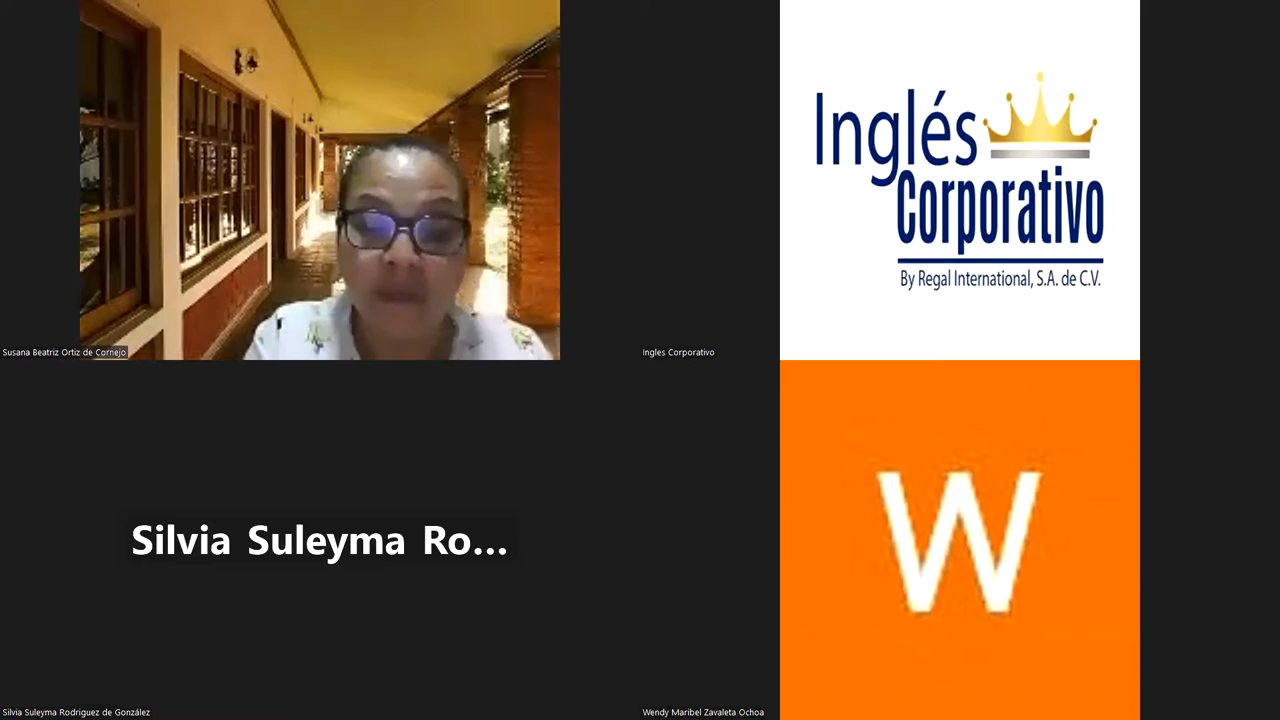 Susana Beatriz Ortiz de Cornejo
Inglés
Corporativo
By Regal International, S.A. de C.V.
Ingles Corporativo
Silvia Suleyma Ro...
Silvia Suleyma Rodriguez de González
W
Wendy Maribel Zavaleta Ochoa